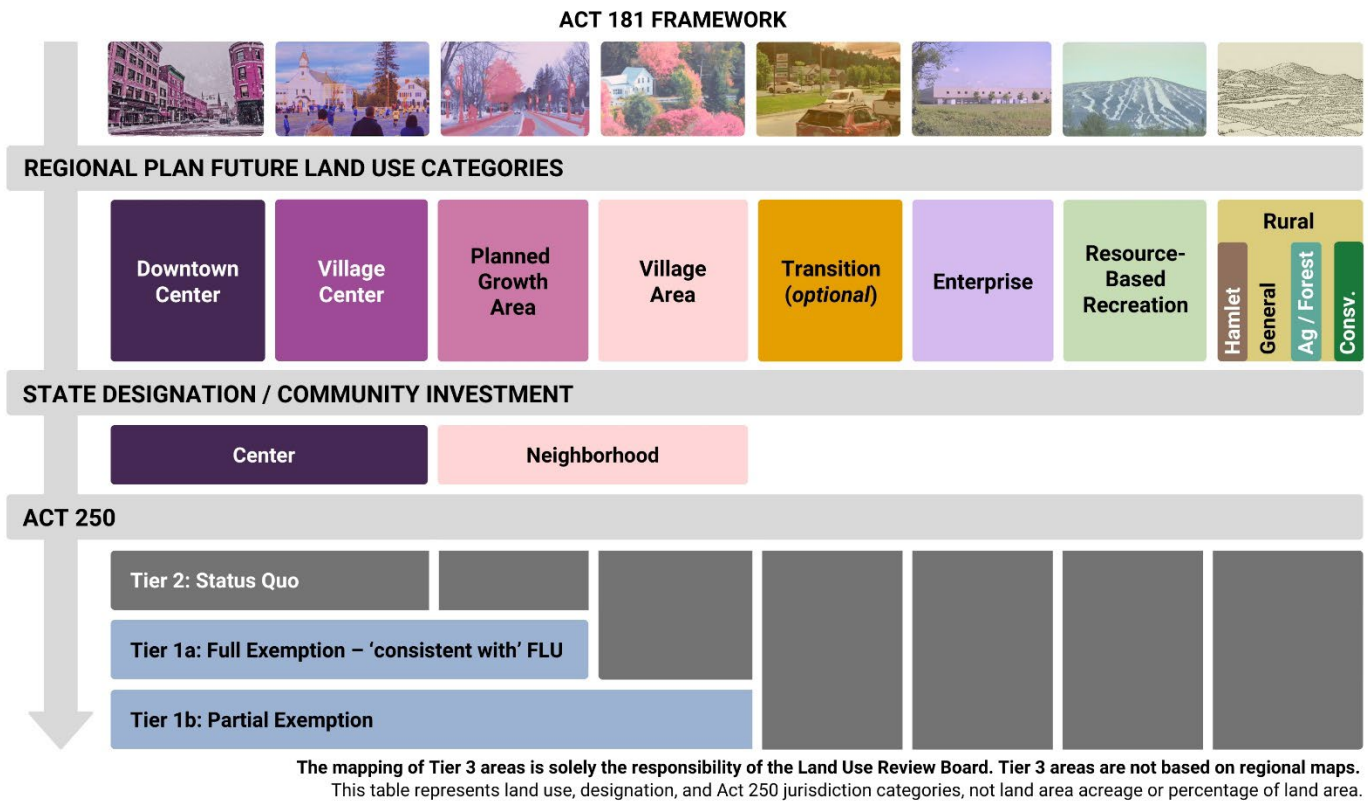 ACT 181 FRAMEWORK
REGIONAL PLAN FUTURE LAND USE CATEGORIES
Downtown
Center
Village
Center
Planned
Growth
Area
Village
Area
Transition
(optional)
Enterprise
Resource-
Based
Recreation
Rural
Hamlet
General
Ag / Forest
Consv.
STATE DESIGNATION / COMMUNITY INVESTMENT
Center
Neighborhood
ACT 250
Tier 2: Status Quo
Tier 1a: Full Exemption – ‘consistent with’ FLU
Tier 1b: Partial Exemption
The mapping of Tier 3 areas is solely the responsibility of the Land Use Review Board. Tier 3 areas are not based on regional maps.
This table represents land use, designation, and Act 250 jurisdiction categories, not land area acreage or percentage of land area.